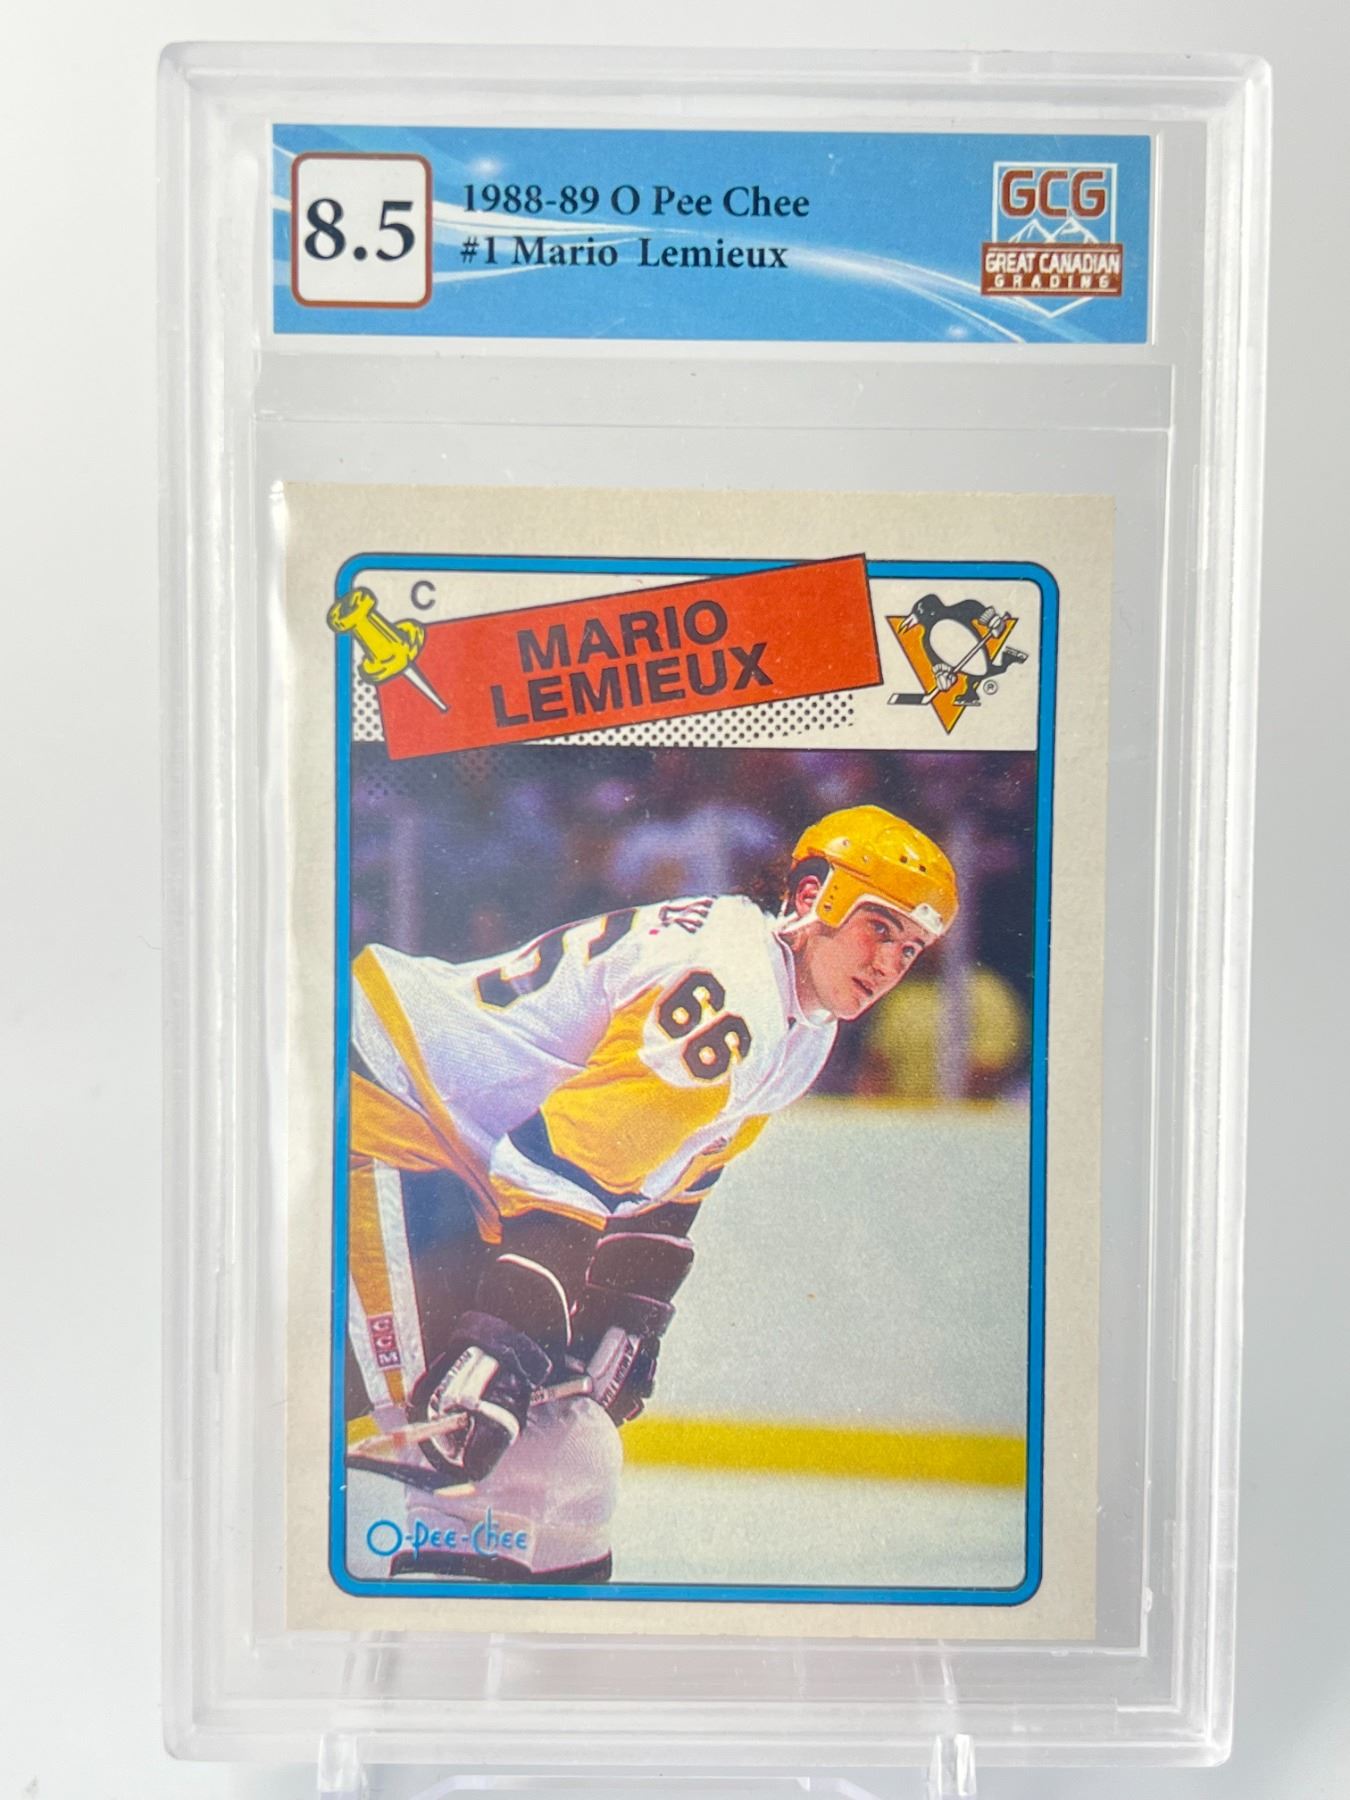 8.5
1988-89 O Pee Chee
#1 Mario Lemieux
GCG
GREAT CANADIAN
GRADING
C
MARIO
LEMIEUX
®
66
66
CCM
O-Pee-Chee